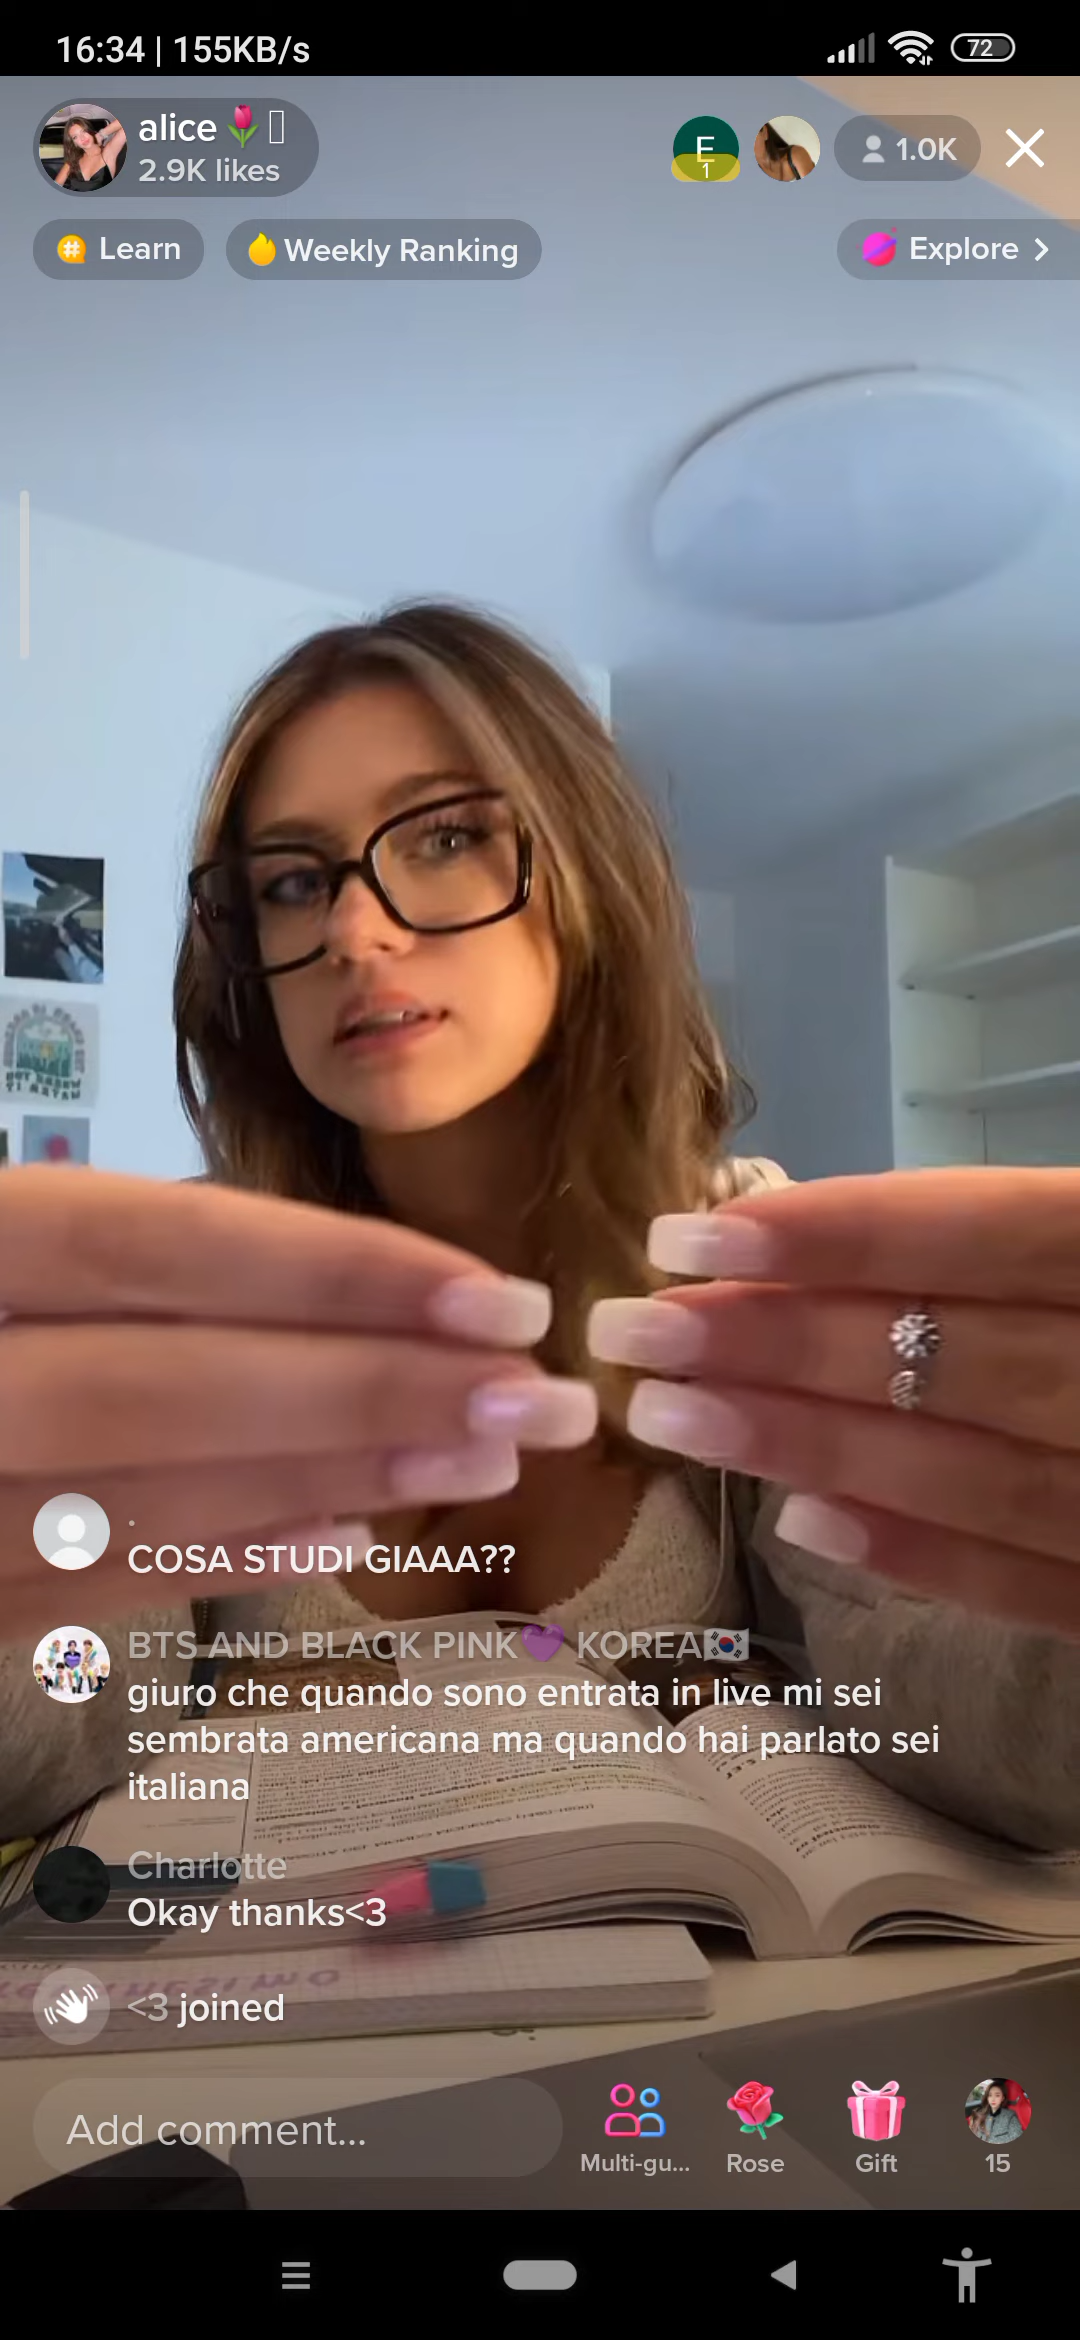 16:34 | 155KB/s
72
alice🌷
2.9K likes
E
1
1.0K
Learn
Weekly Ranking
Explore
.
COSA STUDI GIAAA??
BTS AND BLACK PINK💜 KOREA🇰🇷
giuro che quando sono entrata in live mi sei
sembrata americana ma quando hai parlato sei
italiana
Charlotte
Okay thanks<3
<3 joined
Add comment...
Multi-gu...
Rose
Gift
15